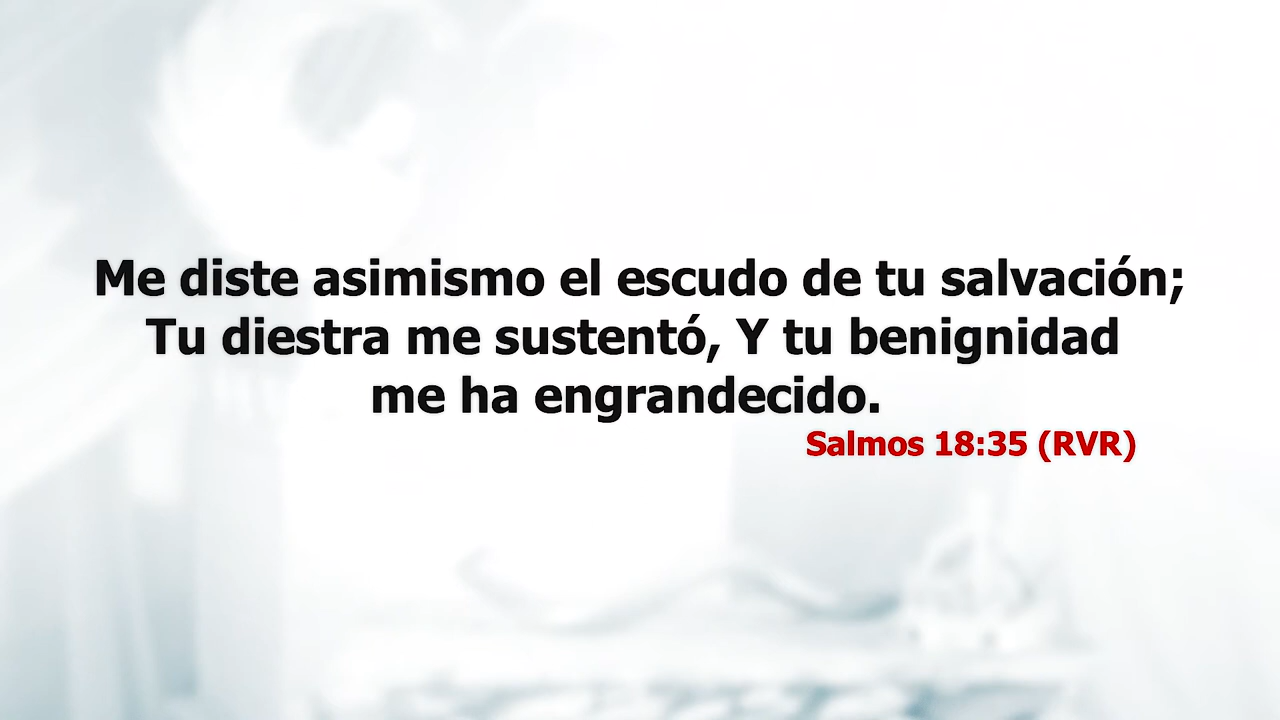 Me diste asimismo el escudo de tu salvación;
Tu diestra me sustentó, Y tu benignidad
me ha engrandecido.
Salmos 18:35 (RVR)